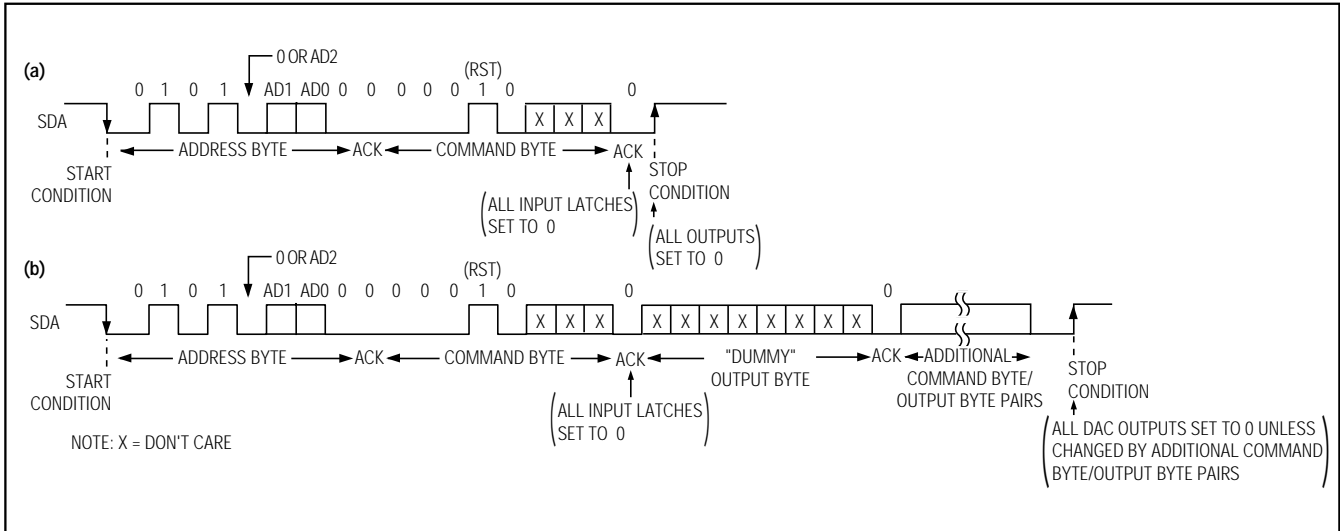 (a)
0 OR AD2
(RST)
0 1 0 1 AD1 AD0 0 0 0 0 0 1 0 0
SDA
X X X
ADDRESS BYTE ACK COMMAND BYTE ACK
START
CONDITION
STOP
CONDITION
(ALL INPUT LATCHES
SET TO 0)
(ALL OUTPUTS
SET TO 0)
(b)
0 OR AD2
(RST)
0 1 0 1 AD1 AD0 0 0 0 0 0 1 0 0 0
SDA
X X X X X X X X X X X
ADDRESS BYTE ACK COMMAND BYTE ACK "DUMMY" ACK ADDITIONAL
OUTPUT BYTE
COMMAND BYTE/
OUTPUT BYTE PAIRS
START
CONDITION
STOP
CONDITION
(ALL INPUT LATCHES
SET TO 0)
NOTE: X = DON'T CARE
(ALL DAC OUTPUTS SET TO 0 UNLESS
CHANGED BY ADDITIONAL COMMAND
BYTE/OUTPUT BYTE PAIRS)